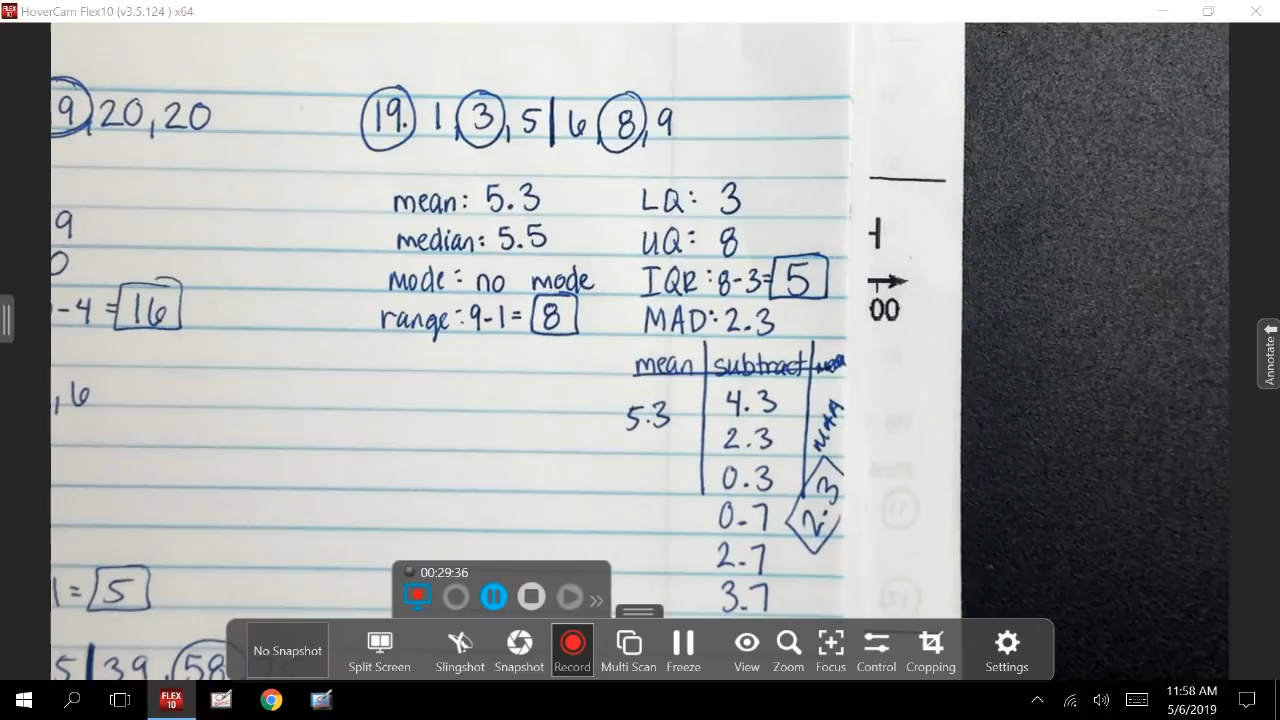 HoverCam Flex10 (v3.5.124 ) x64
9, 20, 20
19. 1, 3, 5 | 6, 8, 9
mean: 5.3
LQ: 3
9
median: 5.5
UQ: 8
0
mode: no mode
IQR: 8-3= 5
-4 = 16
range: 9-1= 8
MAD: 2.3
00
mean | subtract |
, 6
5.3
4.3
2.3
0.3
0.7
2.3
2.7
3.7
1 = 5
5 | 39, 58
Annotate
00:29:36
No Snapshot
Split Screen
Slingshot
Snapshot
Record
Multi Scan
Freeze
View
Zoom
Focus
Control
Cropping
Settings
FLEX 10
11:58 AM
5/6/2019